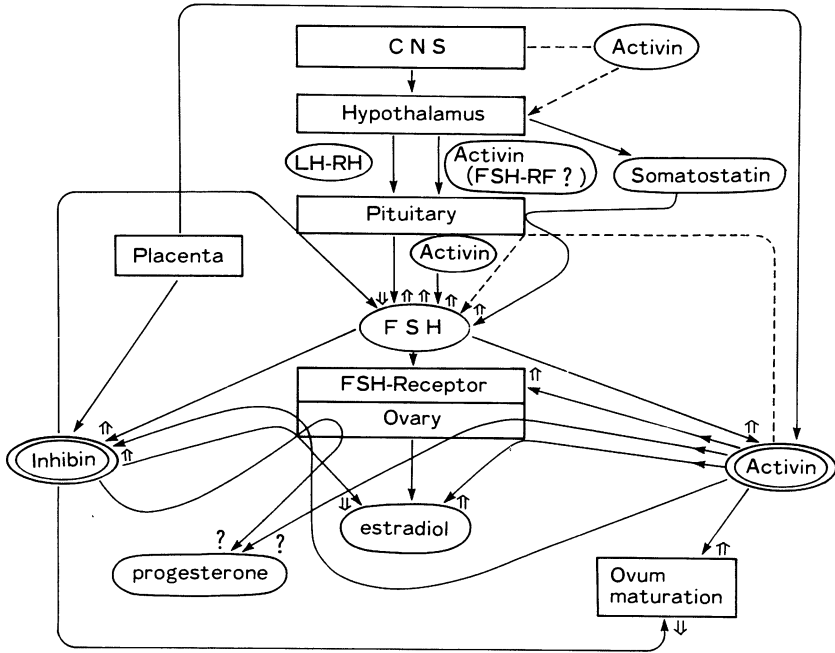 CNS
Activin
Hypothalamus
LH-RH
Activin
(FSH-RF ?)
Somatostatin
Pituitary
Activin
Placenta
FSH
FSH-Receptor
Ovary
Inhibin
Activin
estradiol
?
?
progesterone
Ovum
maturation